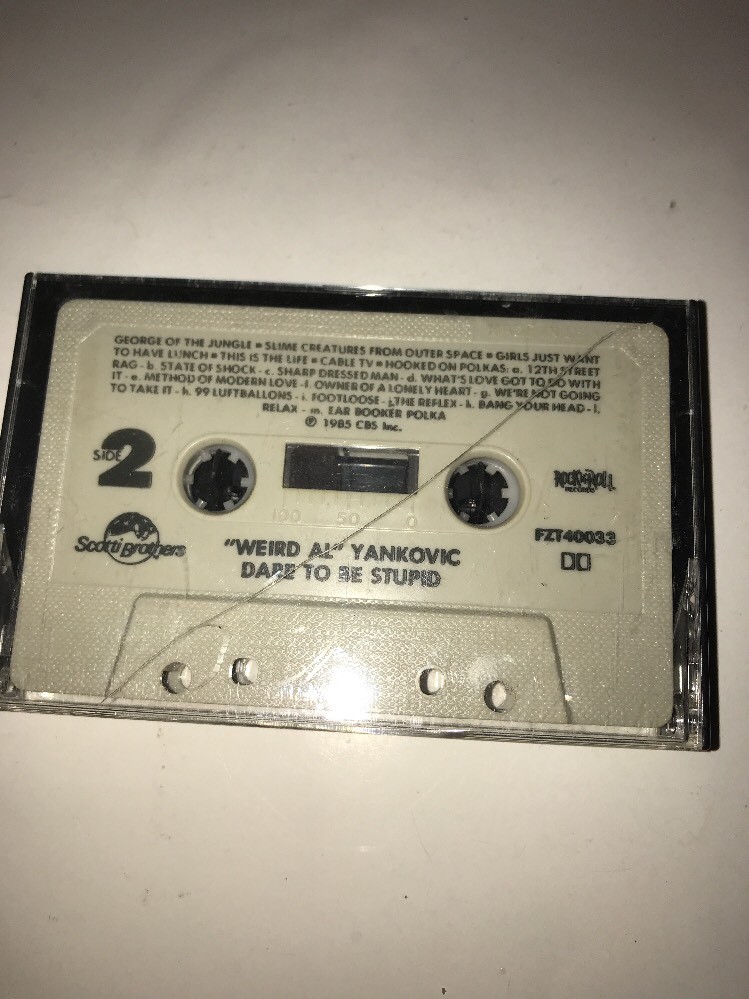 GEORGE OF THE JUNGLE ▪ SLIME CREATURES FROM OUTER SPACE ▪ GIRLS JUST WANT
TO HAVE LUNCH ▪ THIS IS THE LIFE ▪ CABLE TV ▪ HOOKED ON POLKAS: a. 12TH STREET
RAG - b. STATE OF SHOCK - c. SHARP DRESSED MAN - d. WHAT'S LOVE GOT TO DO WITH
IT - e. METHOD OF MODERN LOVE - f. OWNER OF A LONELY HEART - g. WE'RE NOT GOING
TO TAKE IT - h. 99 LUFTBALLONS - i. FOOTLOOSE - j. THE REFLEX - k. BANG YOUR HEAD - l.
RELAX - m. EAR BOOKER POLKA
℗ 1985 CBS Inc.
SIDE 2
ROCK & ROLL
RECORDS
100 50 0
Scotti Brothers
"WEIRD AL" YANKOVIC
DARE TO BE STUPID
FZT40033